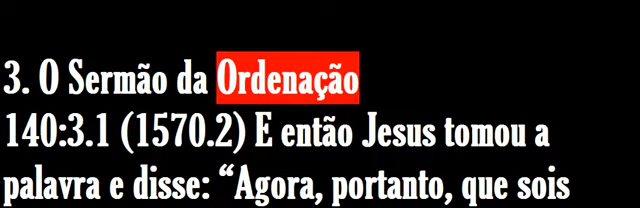 3. O Sermão da Ordenação
140:3.1 (1570.2) E então Jesus tomou a
palavra e disse: “Agora, portanto, que sois